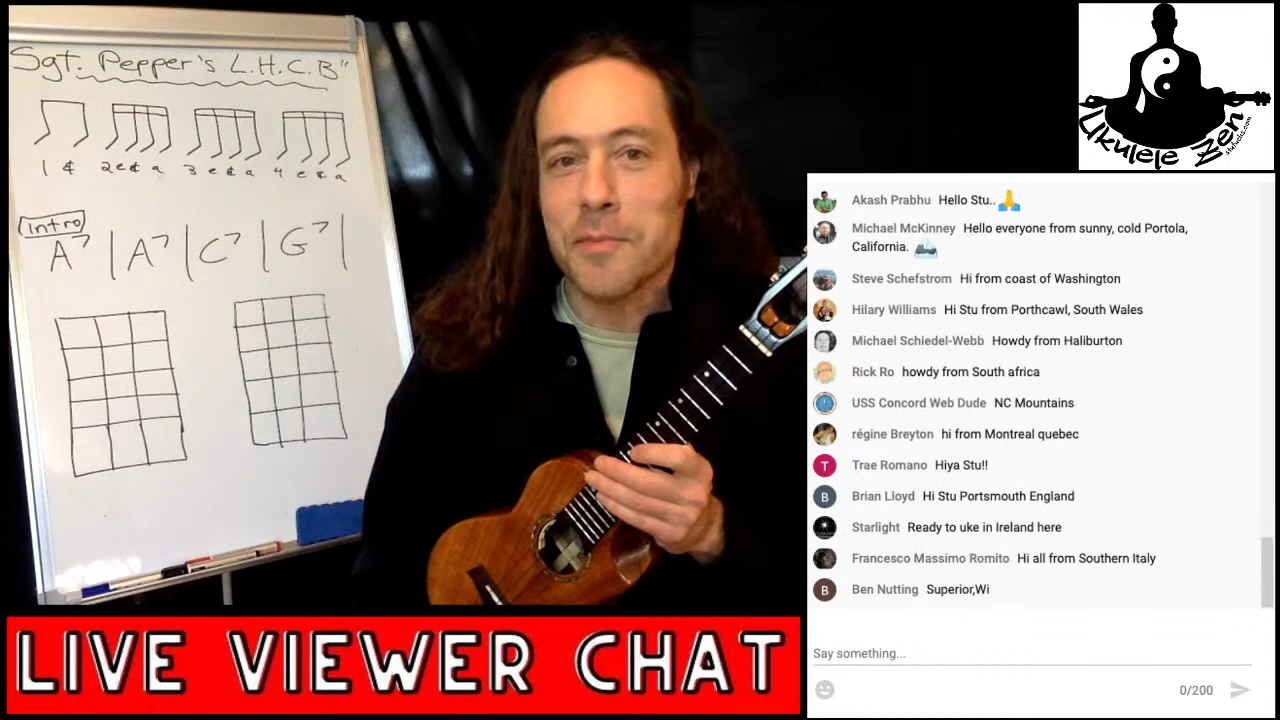 Sgt. Pepper's L.H.C.B"
1 & 2 e & a 3 e & a 4 e & a
Intro
A7 | A7 | C7 | G7 |
Ukulele Zen
Akash Prabhu Hello Stu.. 🙏
Michael McKinney Hello everyone from sunny, cold Portola,
California. 🏔️
Steve Schefstrom Hi from coast of Washington
Hilary Williams Hi Stu from Porthcawl, South Wales
Michael Schiedel-Webb Howdy from Haliburton
Rick Ro howdy from South africa
USS Concord Web Dude NC Mountains
régine Breyton hi from Montreal quebec
T Trae Romano Hiya Stu!!
B Brian Lloyd Hi Stu Portsmouth England
Starlight Ready to uke in Ireland here
Francesco Massimo Romito Hi all from Southern Italy
B Ben Nutting Superior,Wi
Say something...
0/200
LIVE VIEWER CHAT